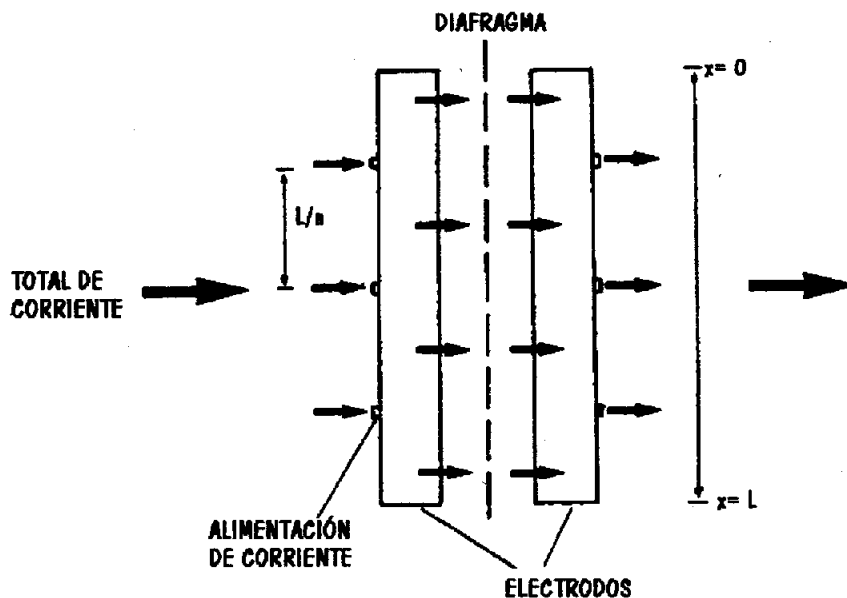 DIAFRAGMA
x= 0
L/n
TOTAL DE
CORRIENTE
x= L
ALIMENTACIÓN
DE CORRIENTE
ELECTRODOS